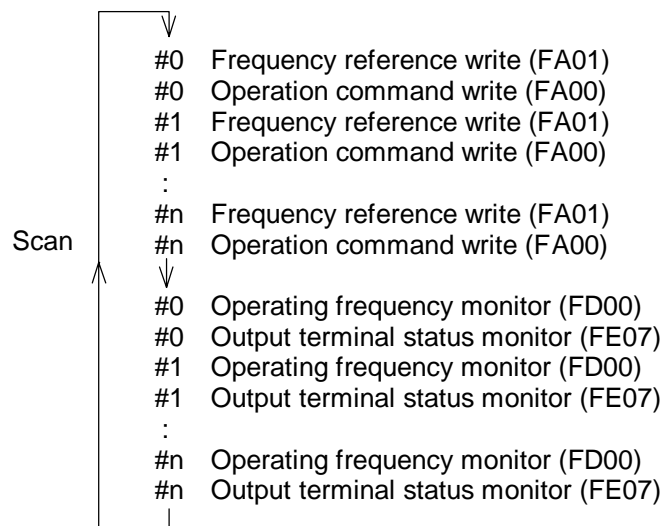 #0 Frequency reference write (FA01)
#0 Operation command write (FA00)
#1 Frequency reference write (FA01)
#1 Operation command write (FA00)
:
#n Frequency reference write (FA01)
Scan
#n Operation command write (FA00)
#0 Operating frequency monitor (FD00)
#0 Output terminal status monitor (FE07)
#1 Operating frequency monitor (FD00)
#1 Output terminal status monitor (FE07)
:
#n Operating frequency monitor (FD00)
#n Output terminal status monitor (FE07)